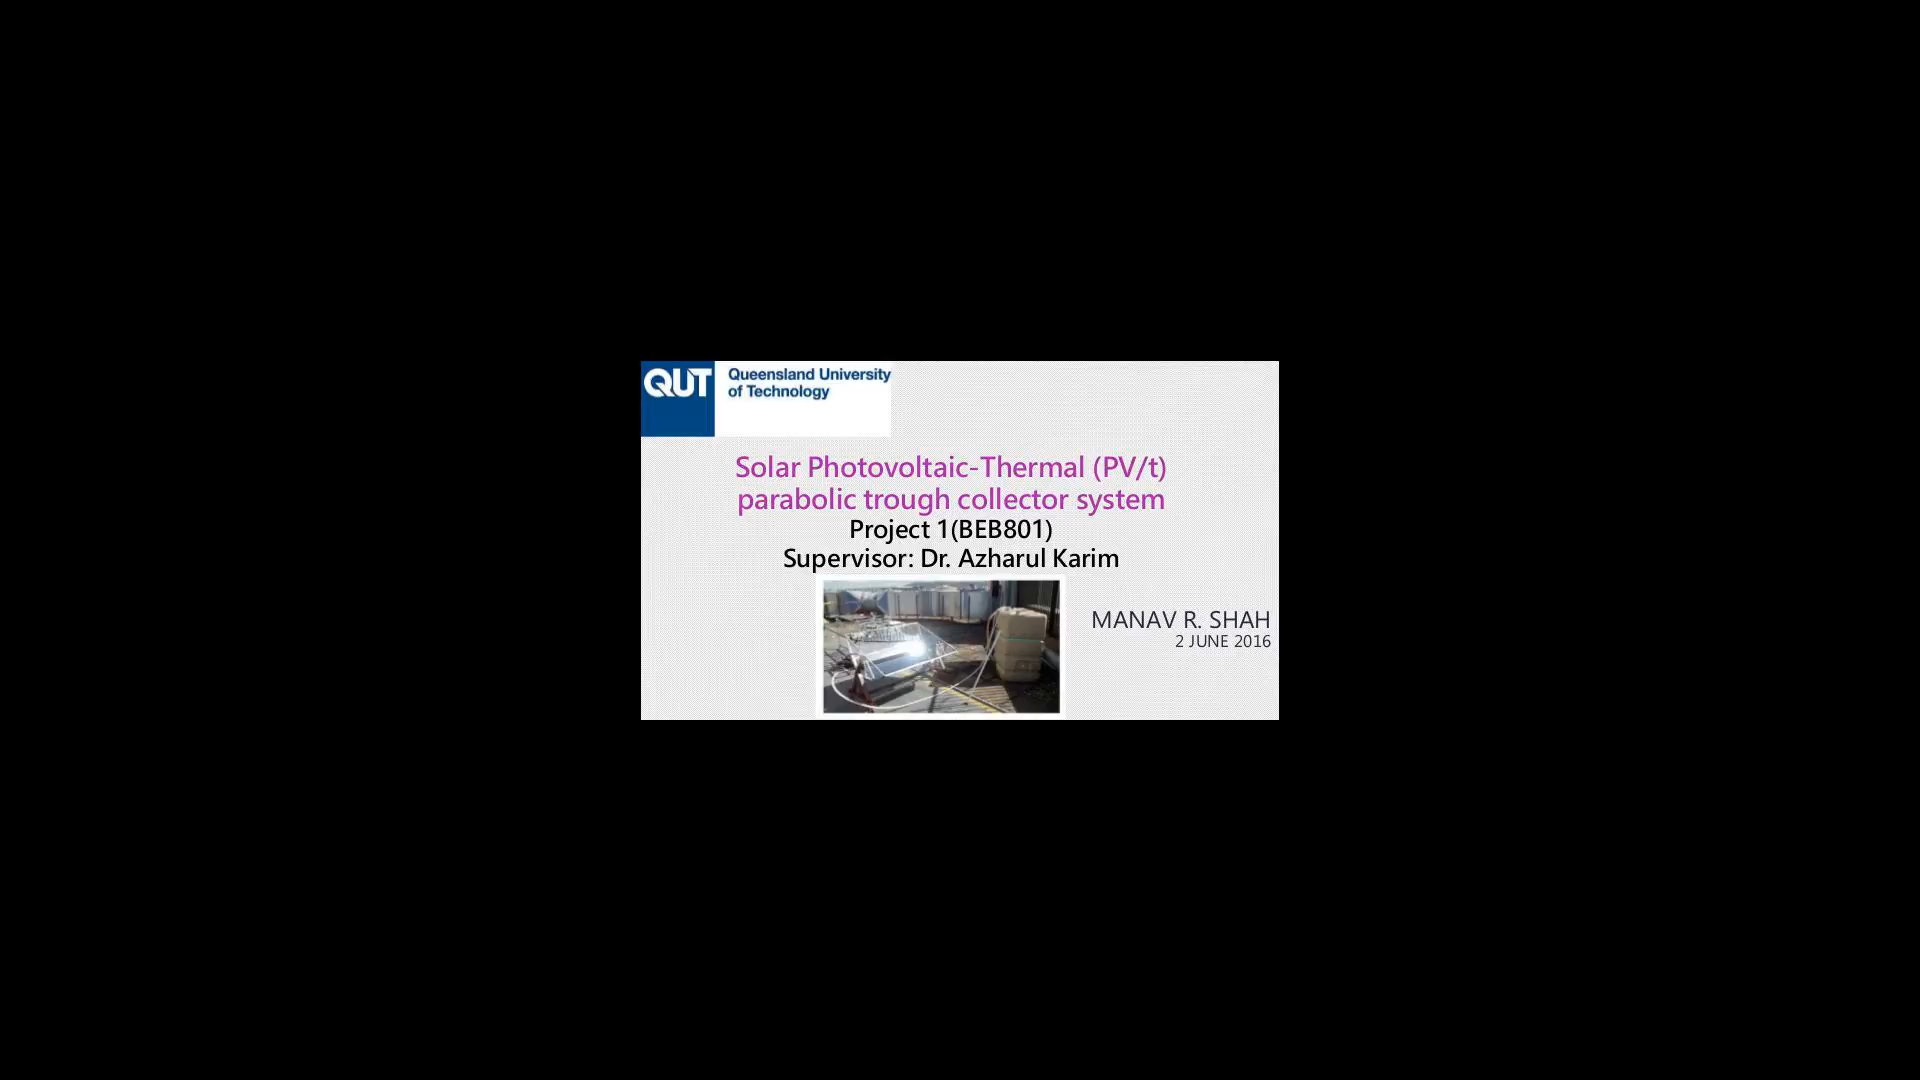 QUT
Queensland University
of Technology
Solar Photovoltaic-Thermal (PV/t)
parabolic trough collector system
Project 1(BEB801)
Supervisor: Dr. Azharul Karim
MANAV R. SHAH
2 JUNE 2016